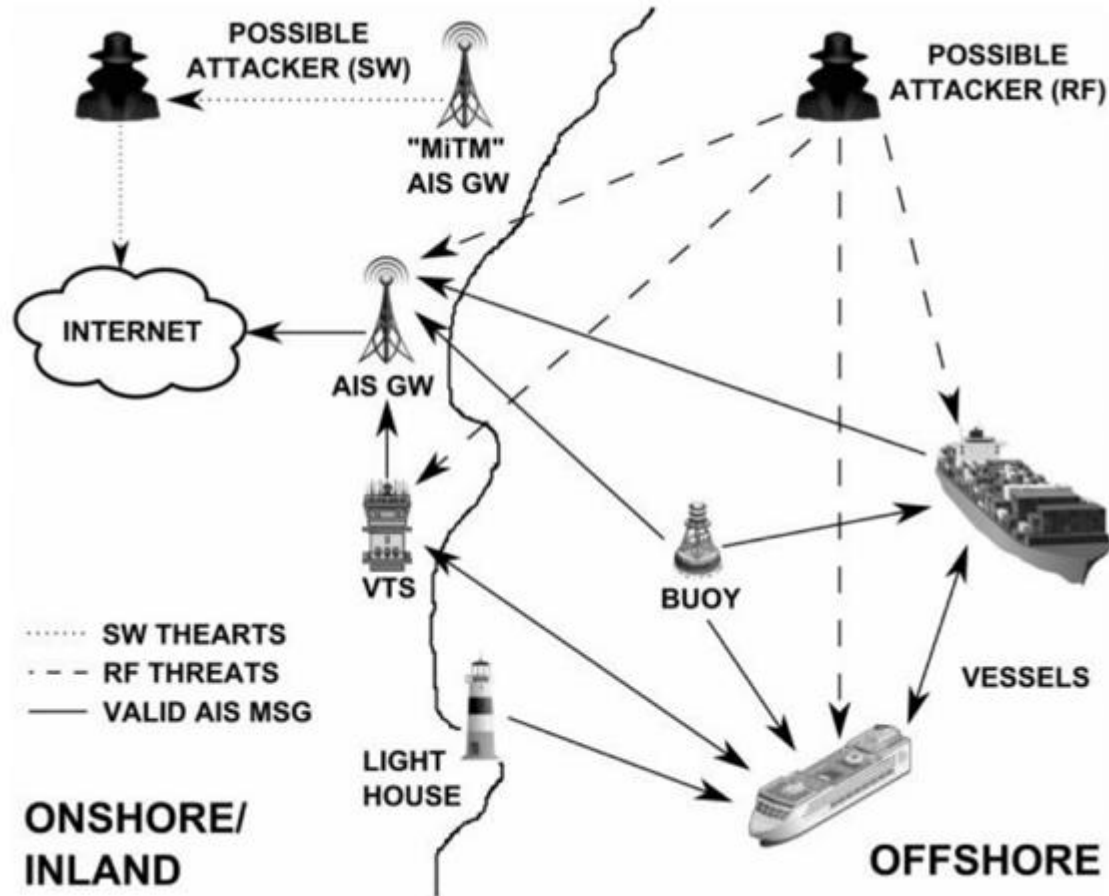 POSSIBLE
ATTACKER (SW)
"MiTM"
AIS GW
POSSIBLE
ATTACKER (RF)
INTERNET
AIS GW
VTS
BUOY
SW THEARTS
RF THREATS
VALID AIS MSG
VESSELS
LIGHT
HOUSE
ONSHORE/
INLAND
OFFSHORE